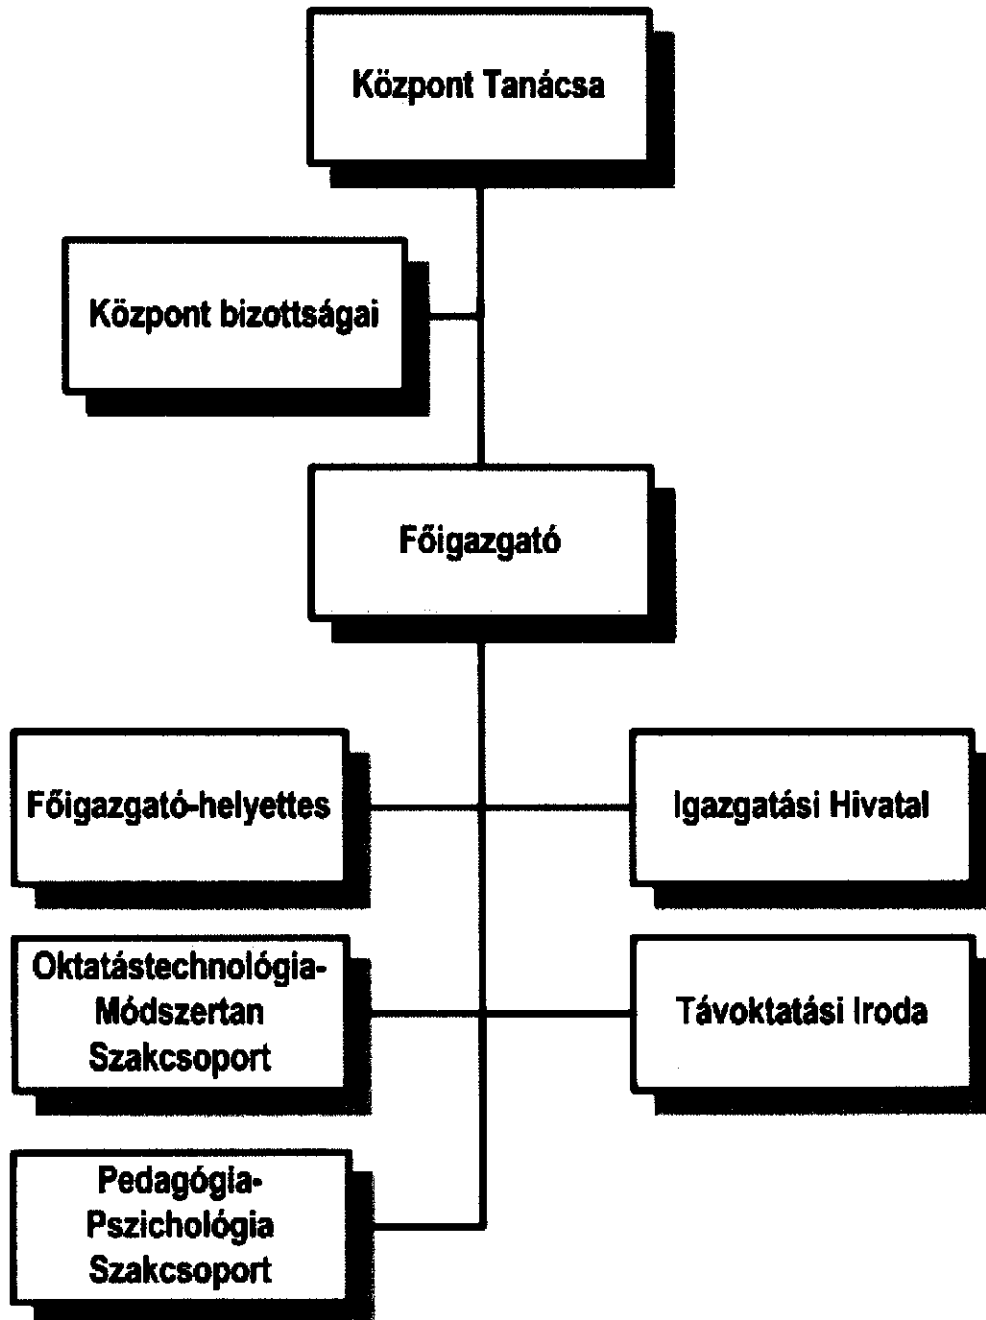 Központ Tanácsa
Központ bizottságai
Főigazgató
Főigazgató-helyettes
Igazgatási Hivatal
Oktatástechnológia-
Módszertan
Szakcsoport
Távoktatási Iroda
Pedagógia-
Pszichológia
Szakcsoport